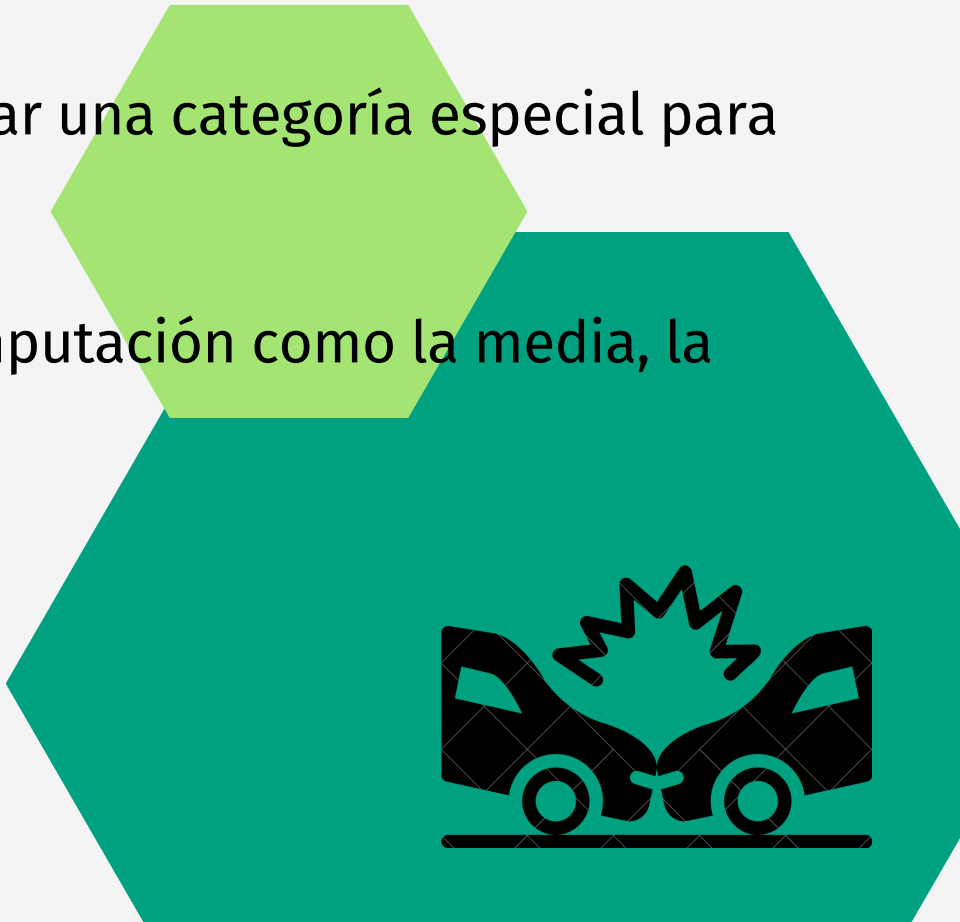 ar una categoría especial para
putación como la media, la